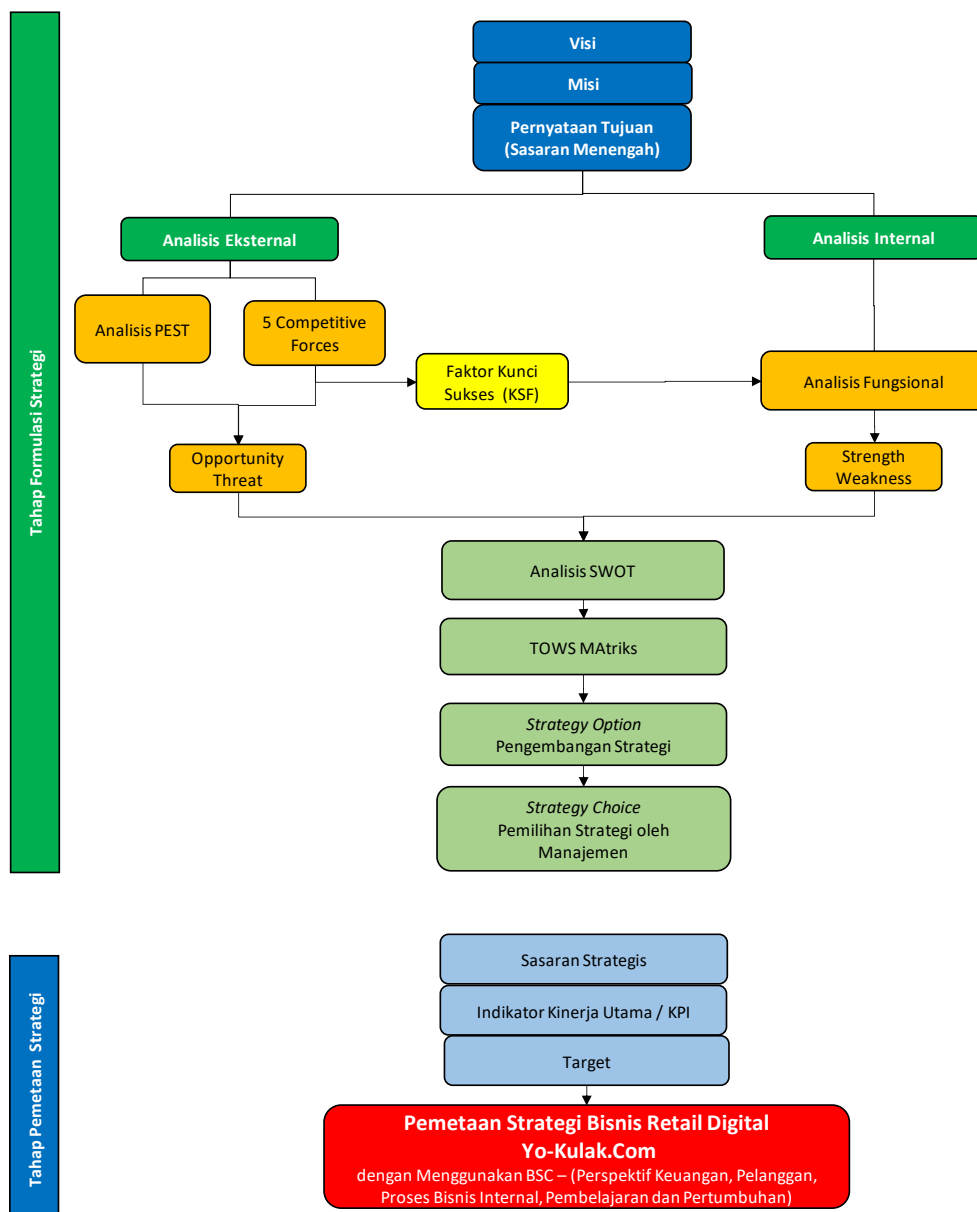 Tahap Formulasi Strategi
Visi
Misi
Pernyataan Tujuan
(Sasaran Menengah)
Analisis Eksternal
Analisis Internal
Analisis PEST
5 Competitive
Forces
Faktor Kunci
Sukses (KSF)
Analisis Fungsional
Opportunity
Threat
Strength
Weakness
Analisis SWOT
TOWS MAtriks
Strategy Option
Pengembangan Strategi
Strategy Choice
Pemilihan Strategi oleh
Manajemen
Tahap Pemetaan Strategi
Sasaran Strategis
Indikator Kinerja Utama / KPI
Target
Pemetaan Strategi Bisnis Retail Digital
Yo-Kulak.Com
dengan Menggunakan BSC – (Perspektif Keuangan, Pelanggan,
Proses Bisnis Internal, Pembelajaran dan Pertumbuhan)